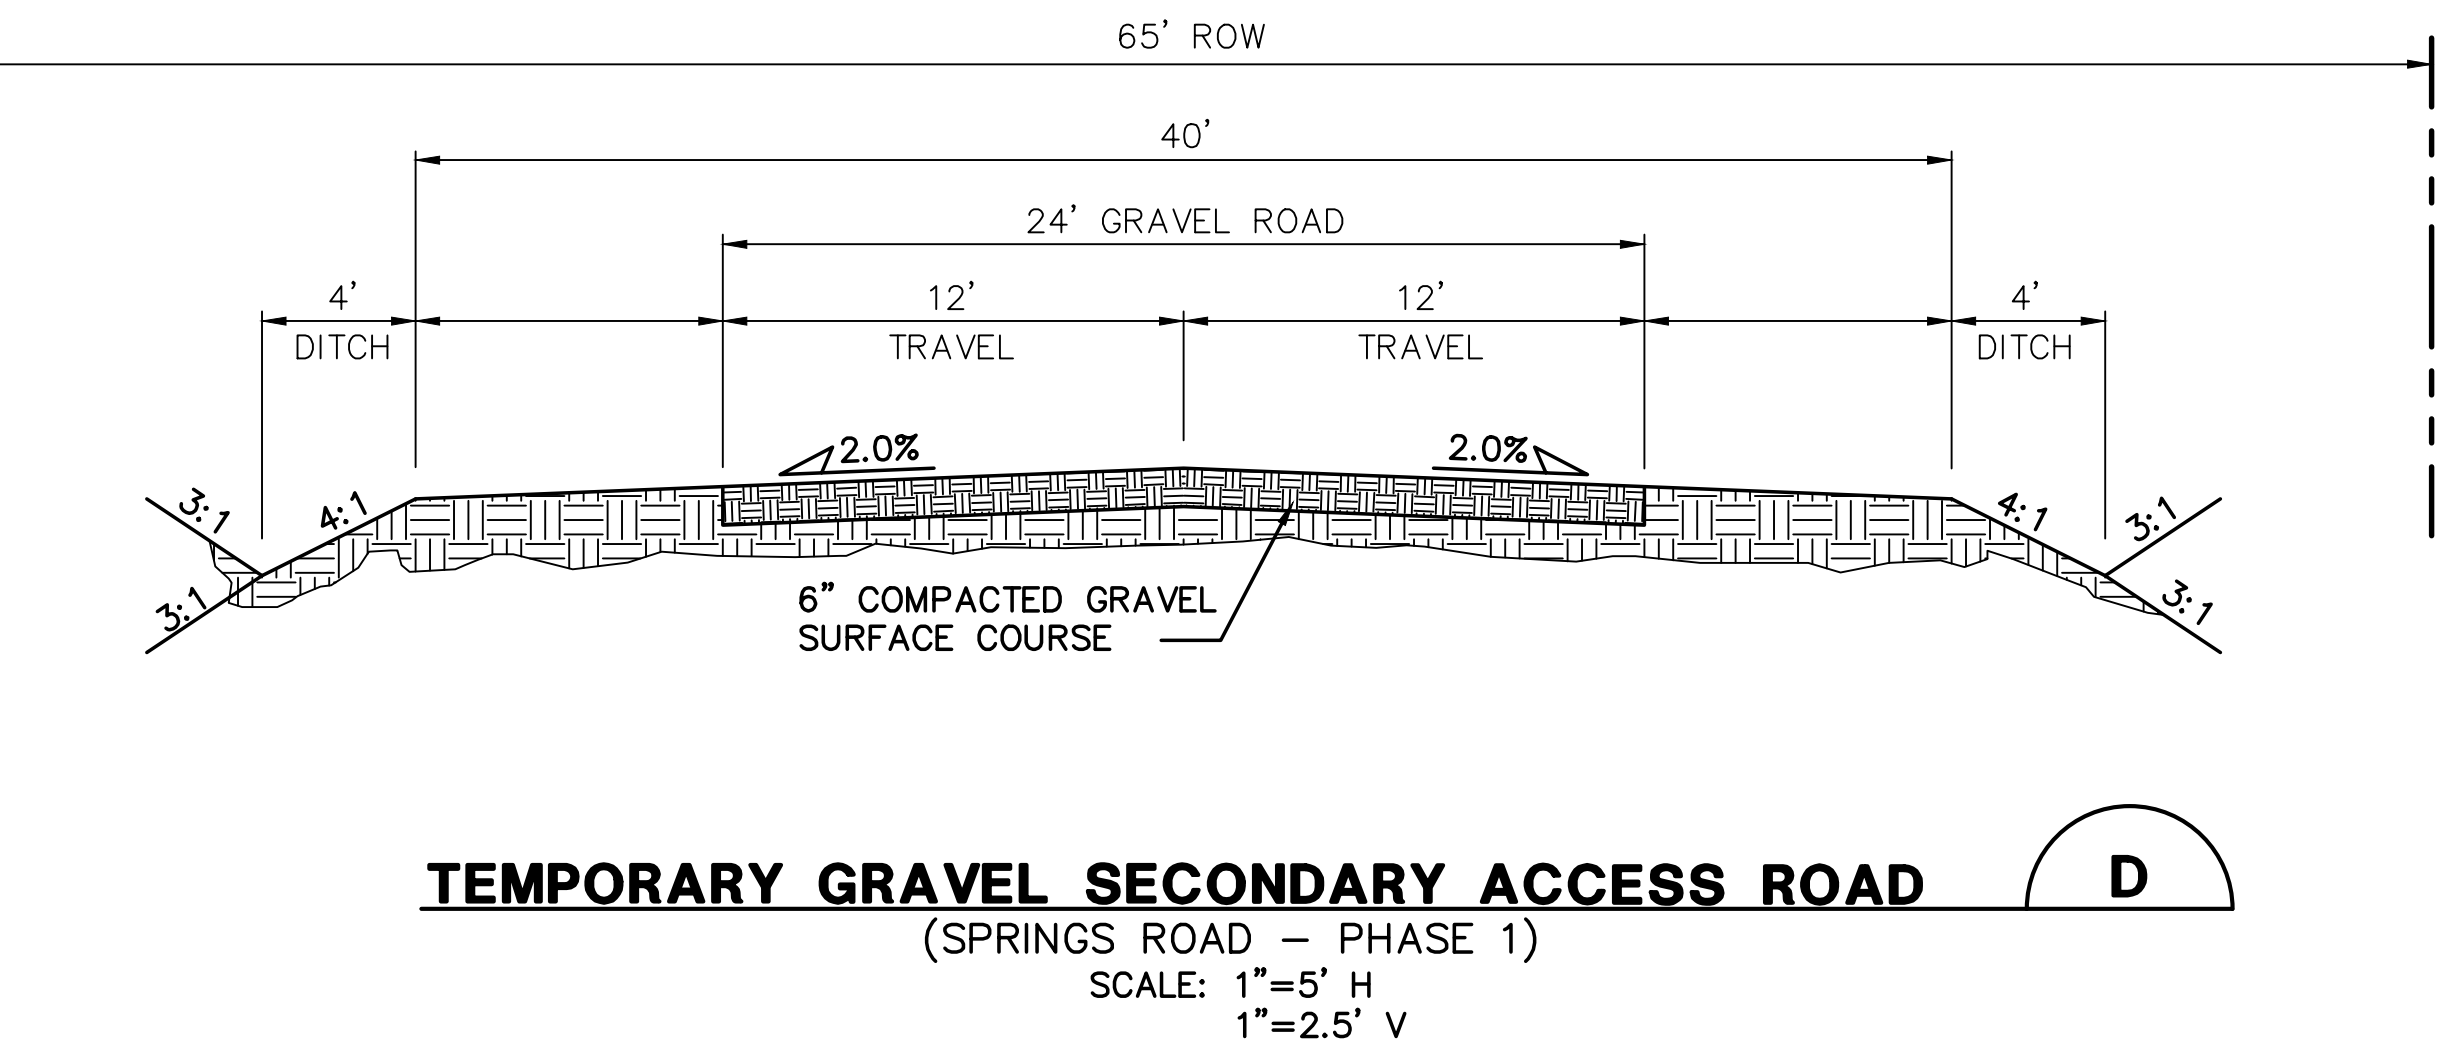 65' ROW
40'
24' GRAVEL ROAD
4' 12' 12' 4'
DITCH TRAVEL TRAVEL DITCH
2.0% 2.0%
3:1 4:1 4:1 3:1
3:1 3:1
6" COMPACTED GRAVEL
SURFACE COURSE
TEMPORARY GRAVEL SECONDARY ACCESS ROAD D
(SPRINGS ROAD - PHASE 1)
SCALE: 1"=5' H
1"=2.5' V